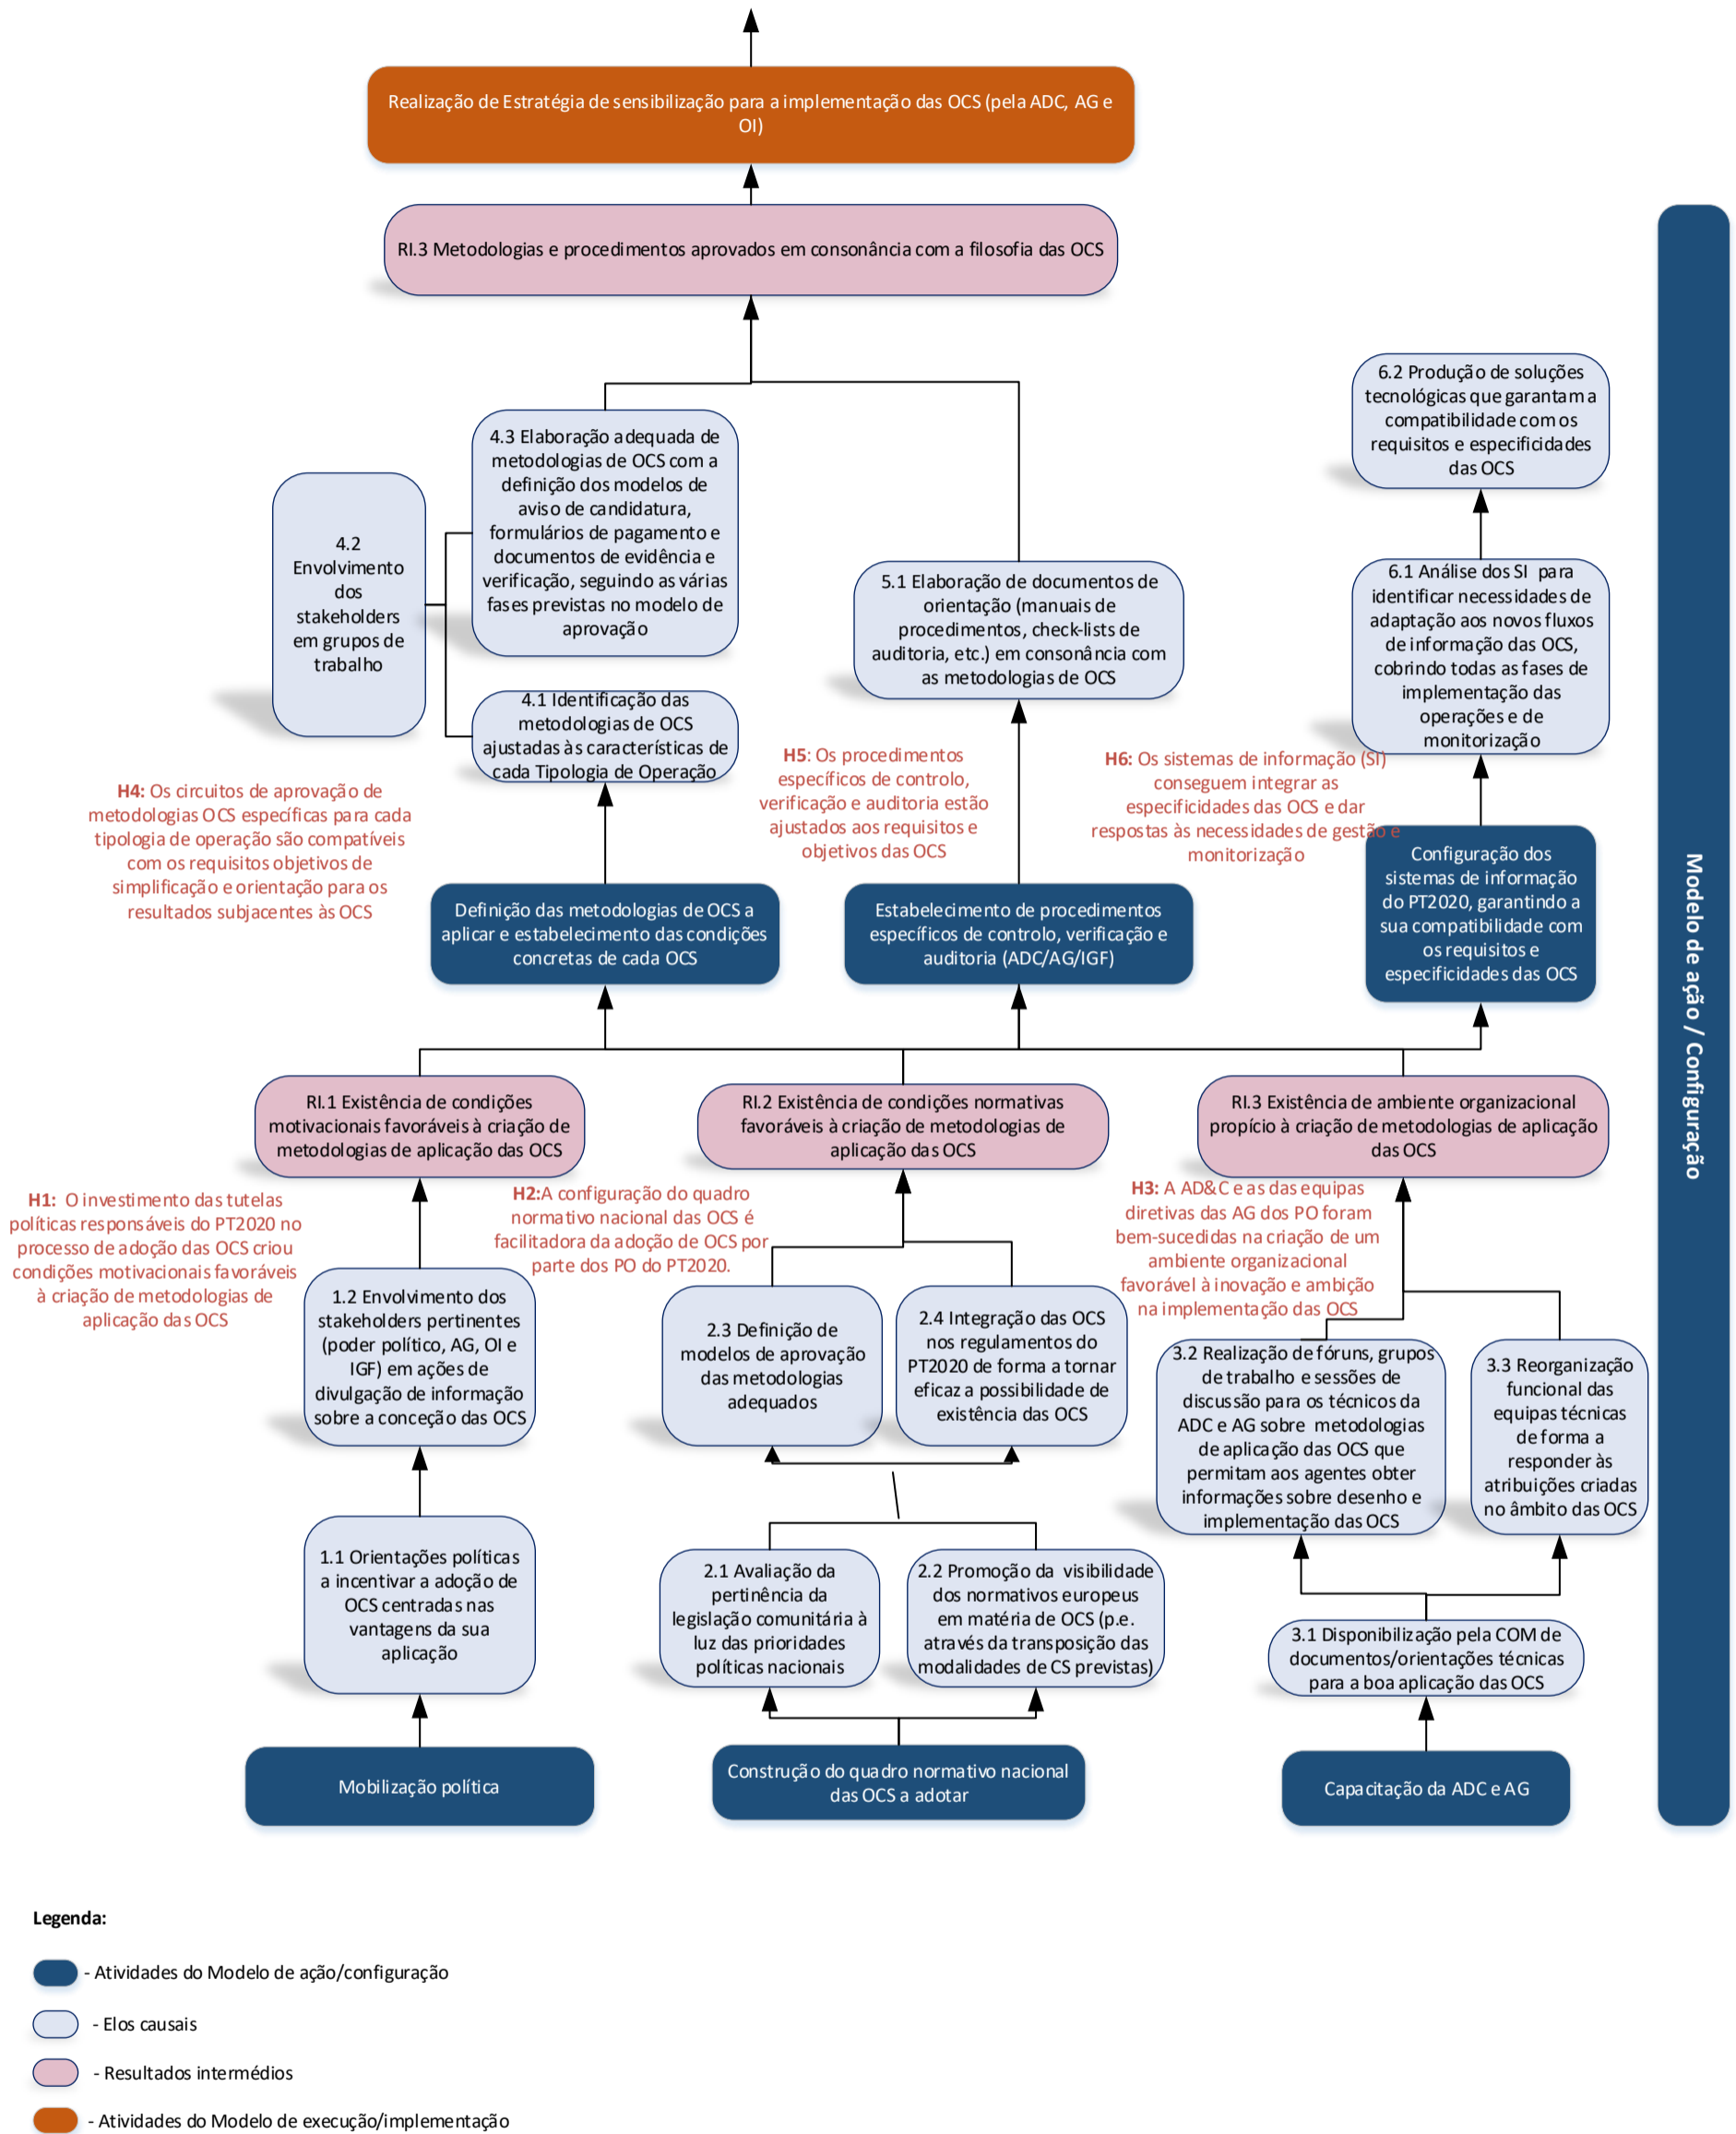 Realização de Estratégia de sensibilização para a implementação das OCS (pela ADC, AG e
OI)
RI.3 Metodologias e procedimentos aprovados em consonância com a filosofia das OCS
6.2 Produção de soluções
tecnológicas que garantam a
compatibilidade com os
requisitos e especificidades
das OCS
4.3 Elaboração adequada de
metodologias de OCS com a
definição dos modelos de
aviso de candidatura,
formulários de pagamento e
documentos de evidência e
verificação, seguindo as várias
fases previstas no modelo de
aprovação
4.2
Envolvimento
dos
stakeholders
em grupos de
trabalho
5.1 Elaboração de documentos de
orientação (manuais de
procedimentos, check-lists de
auditoria, etc.) em consonância com
as metodologias de OCS
6.1 Análise dos SI para
identificar necessidades de
adaptação aos novos fluxos
de informação das OCS,
cobrindo todas as fases de
implementação das
operações e de
monitorização
4.1 Identificação das
metodologias de OCS
ajustadas às características de
cada Tipologia de Operação
H4: Os circuitos de aprovação de
metodologias OCS específicas para cada
tipologia de operação são compatíveis
com os requisitos objetivos de
simplificação e orientação para os
resultados subjacentes às OCS
H5: Os procedimentos
específicos de controlo,
verificação e auditoria estão
ajustados aos requisitos e
objetivos das OCS
H6: Os sistemas de informação (SI)
conseguem integrar as
especificidades das OCS e dar
respostas às necessidades de gestão e
monitorização
Definição das metodologias de OCS a
aplicar e estabelecimento das condições
concretas de cada OCS
Estabelecimento de procedimentos
específicos de controlo, verificação e
auditoria (ADC/AG/IGF)
Configuração dos
sistemas de informação
do PT2020, garantindo a
sua compatibilidade com
os requisitos e
especificidades das OCS
Modelo de ação / Configuração
RI.1 Existência de condições
motivacionais favoráveis à criação de
metodologias de aplicação das OCS
RI.2 Existência de condições normativas
favoráveis à criação de metodologias de
aplicação das OCS
RI.3 Existência de ambiente organizacional
propício à criação de metodologias de aplicação
das OCS
H1: O investimento das tutelas
políticas responsáveis do PT2020 no
processo de adoção das OCS criou
condições motivacionais favoráveis
à criação de metodologias de
aplicação das OCS
H2:A configuração do quadro
normativo nacional das OCS é
facilitadora da adoção de OCS por
parte dos PO do PT2020.
H3: A AD&C e as das equipas
diretivas das AG dos PO foram
bem-sucedidas na criação de um
ambiente organizacional
favorável à inovação e ambição
na implementação das OCS
1.2 Envolvimento dos
stakeholders pertinentes
(poder político, AG, OI e
IGF) em ações de
divulgação de informação
sobre a conceção das OCS
2.3 Definição de
modelos de aprovação
das metodologias
adequados
2.4 Integração das OCS
nos regulamentos do
PT2020 de forma a tornar
eficaz a possibilidade de
existência das OCS
3.2 Realização de fóruns, grupos
de trabalho e sessões de
discussão para os técnicos da
ADC e AG sobre metodologias
de aplicação das OCS que
permitam aos agentes obter
informações sobre desenho e
implementação das OCS
3.3 Reorganização
funcional das
equipas técnicas
de forma a
responder às
atribuições criadas
no âmbito das OCS
1.1 Orientações políticas
a incentivar a adoção de
OCS centradas nas
vantagens da sua
aplicação
2.1 Avaliação da
pertinência da
legislação comunitária à
luz das prioridades
políticas nacionais
2.2 Promoção da visibilidade
dos normativos europeus
em matéria de OCS (p.e.
através da transposição das
modalidades de CS previstas)
3.1 Disponibilização pela COM de
documentos/orientações técnicas
para a boa aplicação das OCS
Mobilização política
Construção do quadro normativo nacional
das OCS a adotar
Capacitação da ADC e AG
Legenda:
- Atividades do Modelo de ação/configuração
- Elos causais
- Resultados intermédios
- Atividades do Modelo de execução/implementação